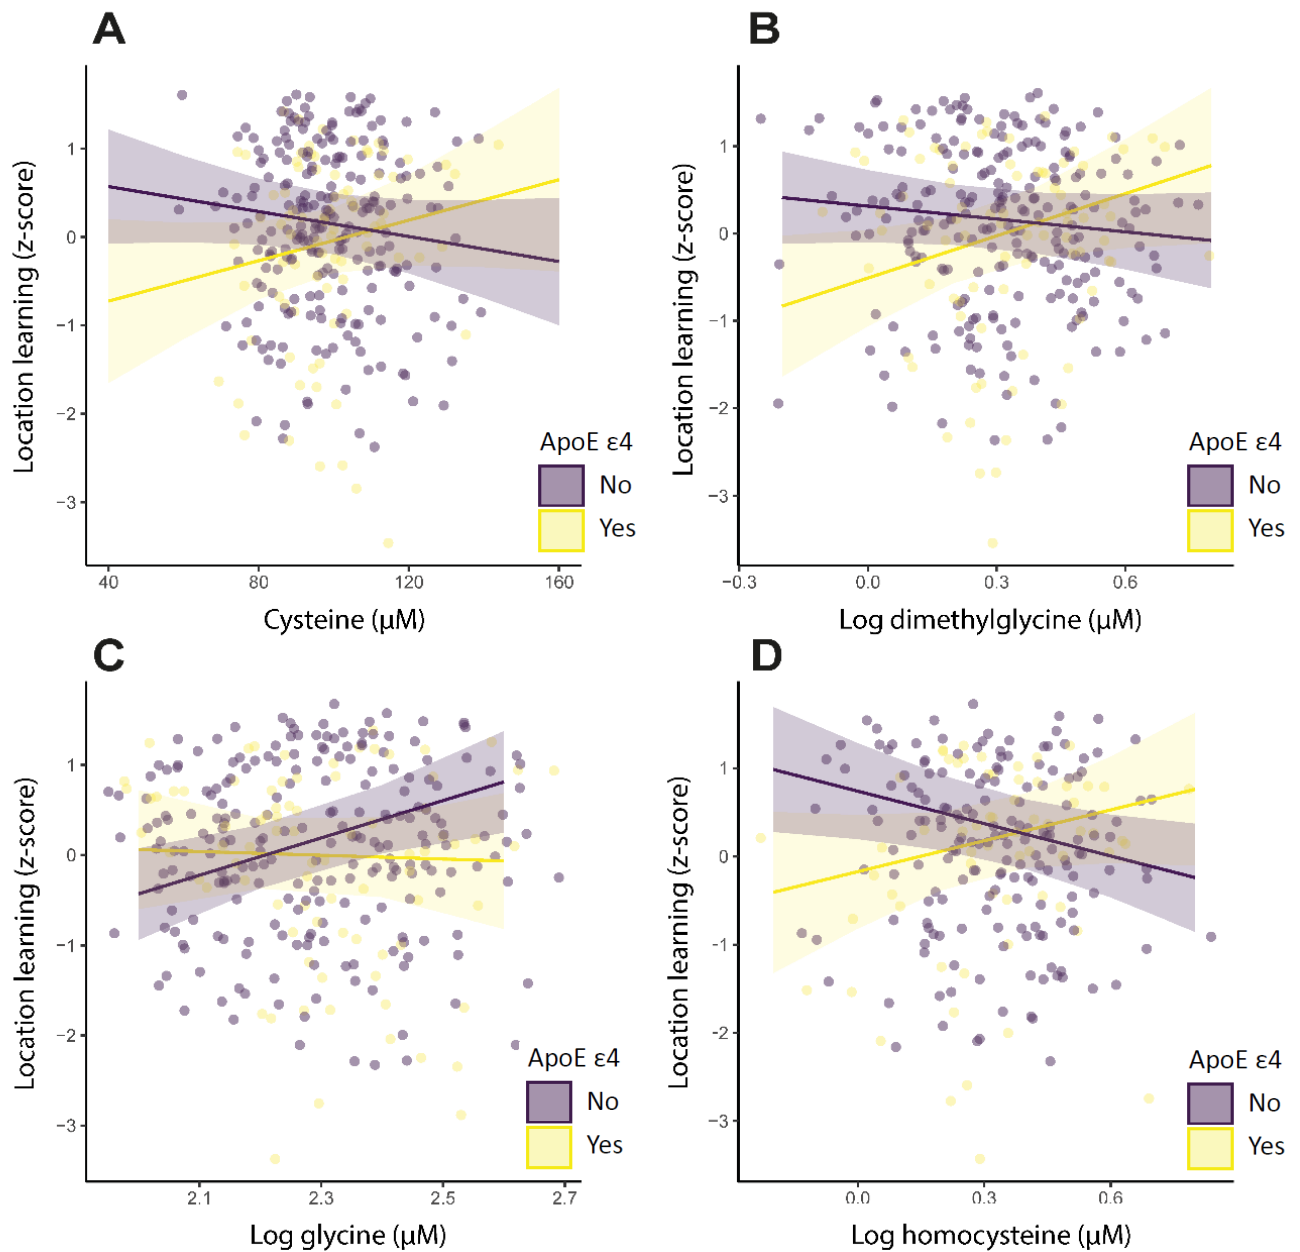 A
Location learning (z-score)
1
0
−1
−2
−3
40
80
120
160
Cysteine (µM)
ApoE ε4
No
Yes
B
Location learning (z-score)
1
0
−1
−2
−3
−0.3
0.0
0.3
0.6
Log dimethylglycine (µM)
ApoE ε4
No
Yes
C
Location learning (z-score)
1
0
−1
−2
−3
2.1
2.3
2.5
2.7
Log glycine (µM)
ApoE ε4
No
Yes
D
Location learning (z-score)
1
0
−1
−2
−3
0.0
0.3
0.6
Log homocysteine (µM)
ApoE ε4
No
Yes